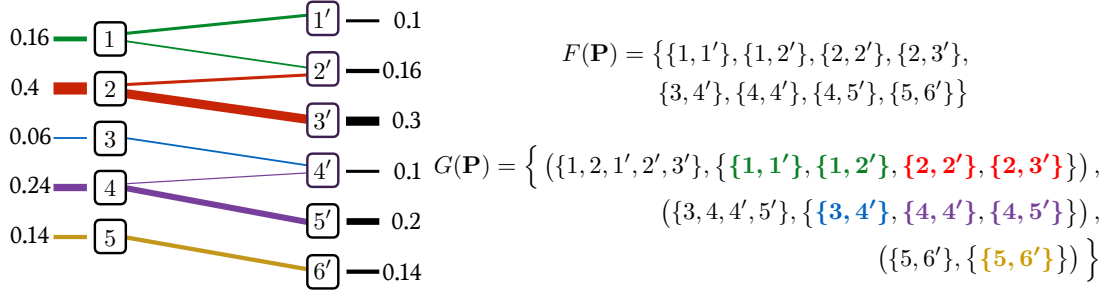 0.16 1 1′ 0.1
0.4 2 2′ 0.16
0.06 3 3′ 0.3
0.24 4 4′ 0.1
0.14 5 5′ 0.2
6′ 0.14
F(P) = {{1, 1′}, {1, 2′}, {2, 2′}, {2, 3′},
{3, 4′}, {4, 4′}, {4, 5′}, {5, 6′}}
G(P) = { ({1, 2, 1′, 2′, 3′}, {{1, 1′}, {1, 2′}, {2, 2′}, {2, 3′}}) ,
({3, 4, 4′, 5′}, {{3, 4′}, {4, 4′}, {4, 5′}}) ,
({5, 6′}, {{5, 6′}}) }